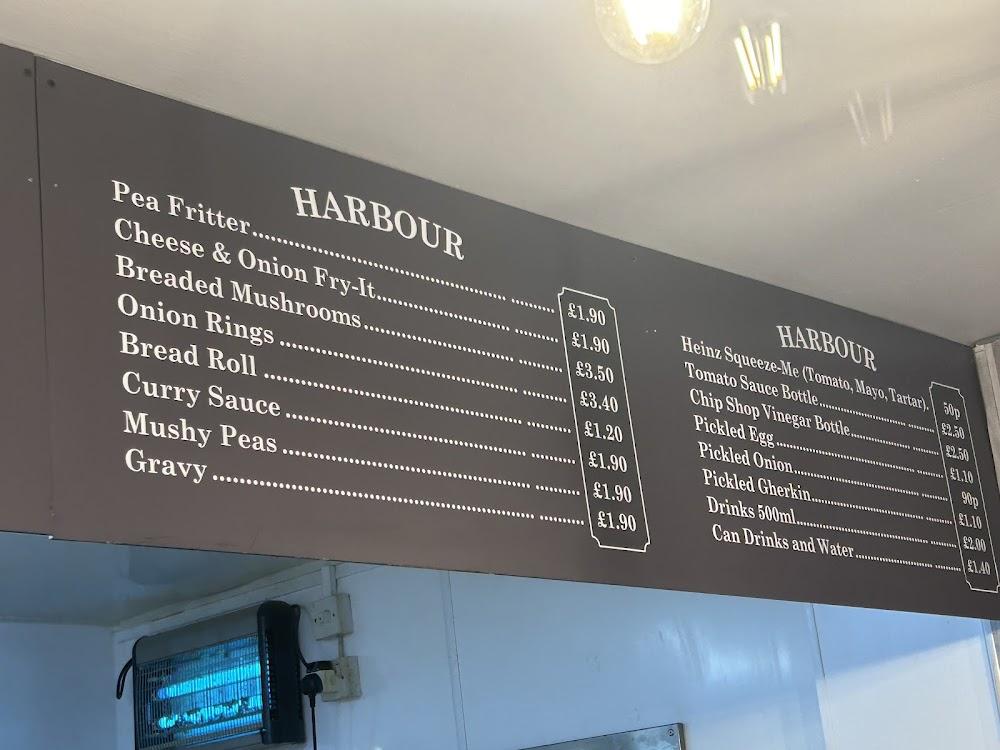 HARBOUR
Pea Fritter.......... £1.90
Cheese & Onion Fry-It.......... £1.90
Breaded Mushrooms.......... £3.50
Onion Rings.......... £3.40
Bread Roll.......... £1.20
Curry Sauce.......... £1.90
Mushy Peas.......... £1.90
Gravy.......... £1.90
HARBOUR
Heinz Squeeze-Me (Tomato, Mayo, Tartar). 50p
Tomato Sauce Bottle.......... £2.50
Chip Shop Vinegar Bottle.......... £2.50
Pickled Egg.......... £1.10
Pickled Onion.......... 90p
Pickled Gherkin.......... £1.10
Drinks 500ml.......... £2.00
Can Drinks and Water.......... £1.40